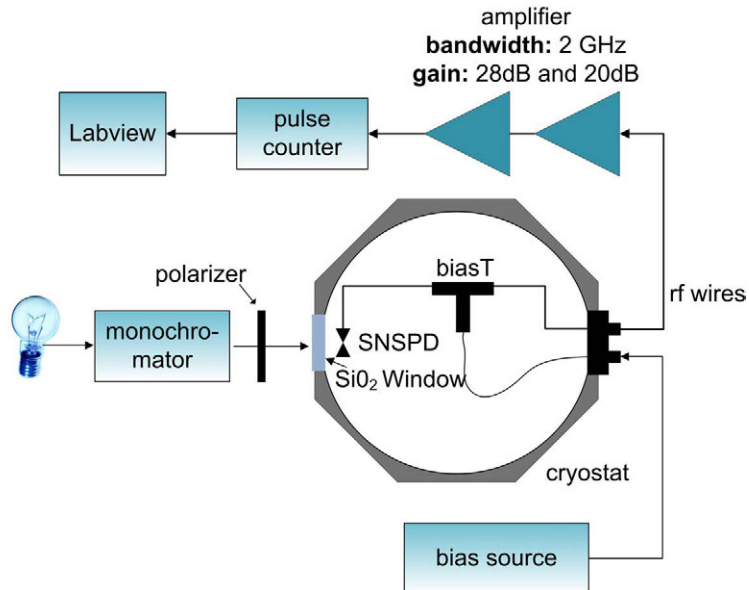 amplifier
bandwidth: 2 GHz
gain: 28dB and 20dB
Labview
pulse
counter
polarizer
biasT
rf wires
monochro-
mator
SNSPD
Si0₂ Window
cryostat
bias source